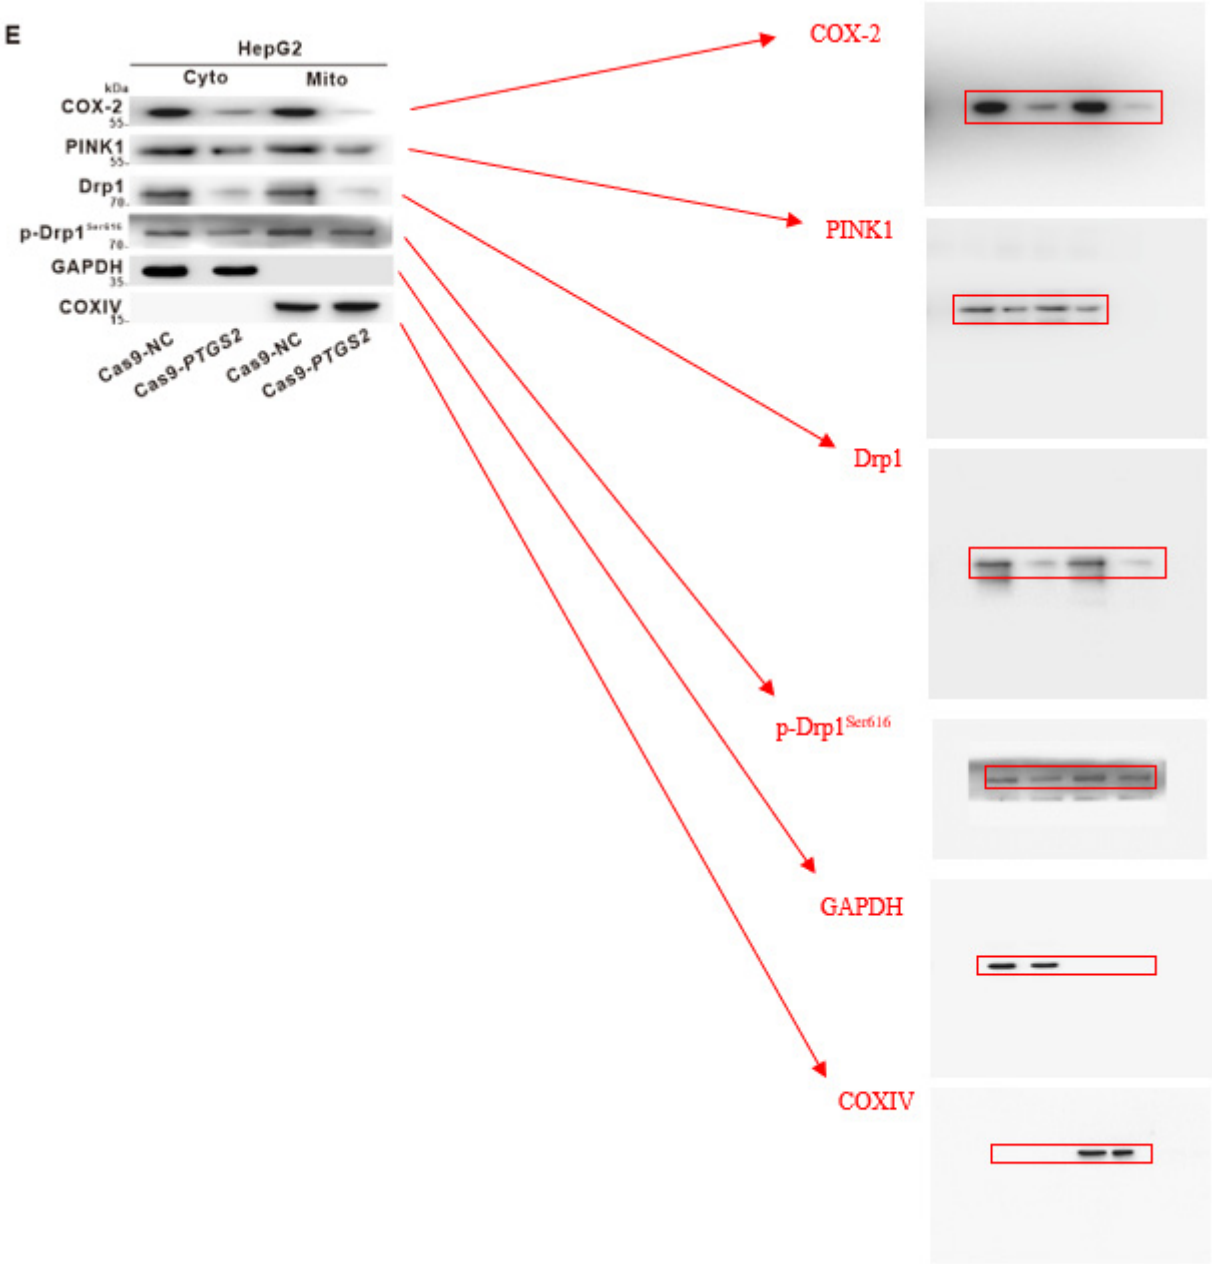 E
HepG2
Cyto Mito
kDa
COX-2
55-
PINK1
55-
Drp1
70-
p-Drp1Ser616
70-
GAPDH
35-
COXIV
15-
Cas9-NC
Cas9-PTGS2
Cas9-NC
Cas9-PTGS2
COX-2
PINK1
Drp1
p-Drp1Ser616
GAPDH
COXIV